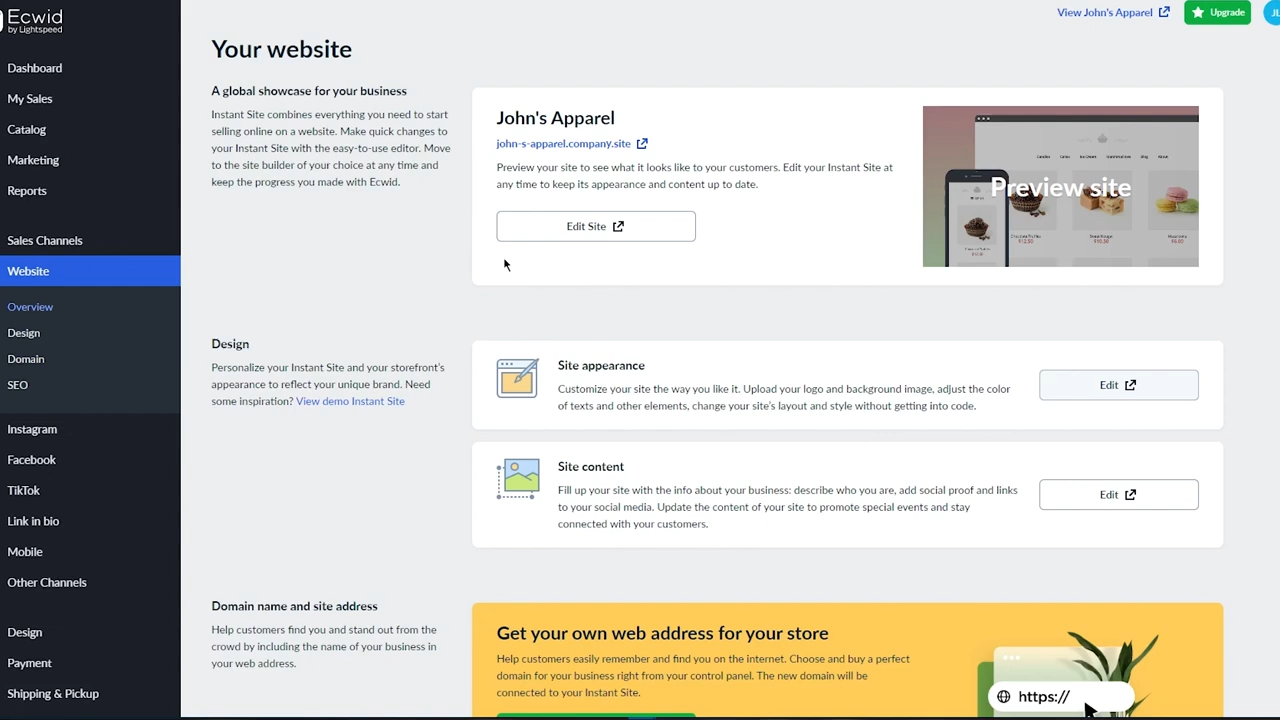 Ecwid
by Lightspeed
Dashboard
My Sales
Catalog
Marketing
Reports
Sales Channels
Website
Overview
Design
Domain
SEO
Instagram
Facebook
TikTok
Link in bio
Mobile
Other Channels
Design
Payment
Shipping & Pickup
View John's Apparel
Upgrade
Your website
A global showcase for your business
Instant Site combines everything you need to start
selling online on a website. Make quick changes to
your Instant Site with the easy-to-use editor. Move
to the site builder of your choice at any time and
keep the progress you made with Ecwid.
John's Apparel
john-s-apparel.company.site
Preview your site to see what it looks like to your customers. Edit your Instant Site at
any time to keep its appearance and content up to date.
Edit Site
Preview site
Design
Personalize your Instant Site and your storefront's
appearance to reflect your unique brand. Need
some inspiration? View demo Instant Site
Site appearance
Customize your site the way you like it. Upload your logo and background image, adjust the color
of texts and other elements, change your site's layout and style without getting into code.
Edit
Site content
Fill up your site with the info about your business: describe who you are, add social proof and links
to your social media. Update the content of your site to promote special events and stay
connected with your customers.
Edit
Domain name and site address
Help customers find you and stand out from the
crowd by including the name of your business in
your web address.
Get your own web address for your store
Help customers easily remember and find you on the internet. Choose and buy a perfect
domain for your business right from your control panel. The new domain will be
connected to your Instant Site.
https://